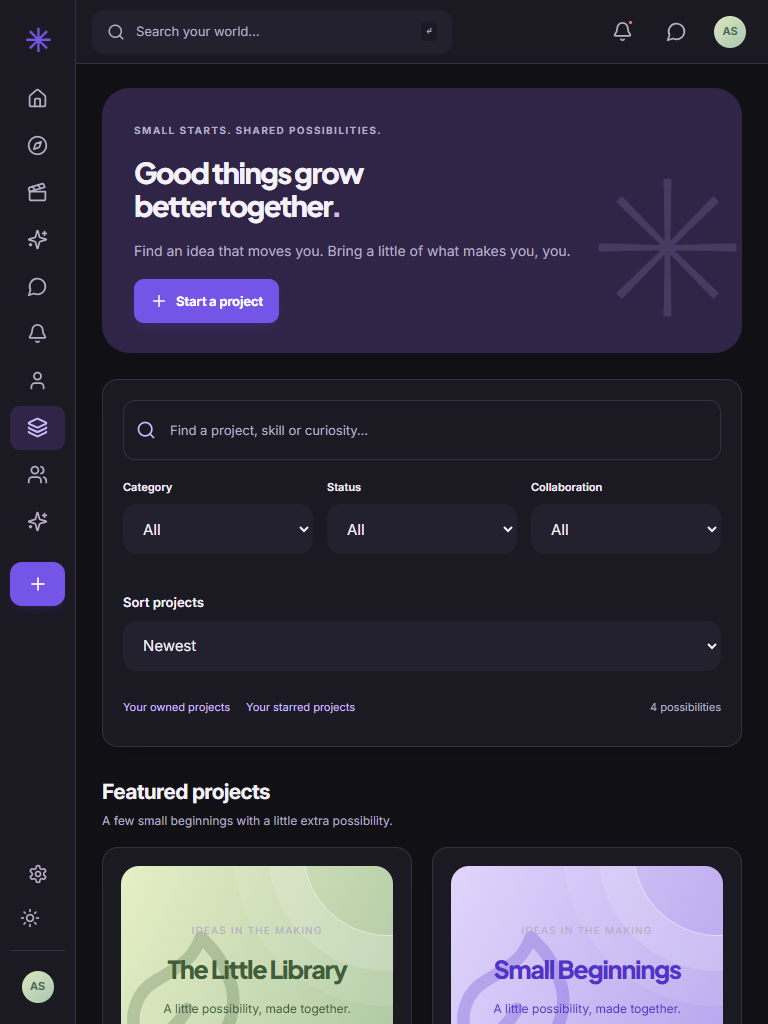 Search your world...
AS
SMALL STARTS. SHARED POSSIBILITIES.
Good things grow
better together.
Find an idea that moves you. Bring a little of what makes you, you.
Start a project
Find a project, skill or curiosity...
Category
Status
Collaboration
All
All
All
Sort projects
Newest
Your owned projects
Your starred projects
4 possibilities
Featured projects
A few small beginnings with a little extra possibility.
IDEAS IN THE MAKING
The Little Library
A little possibility, made together.
IDEAS IN THE MAKING
Small Beginnings
A little possibility, made together.
AS